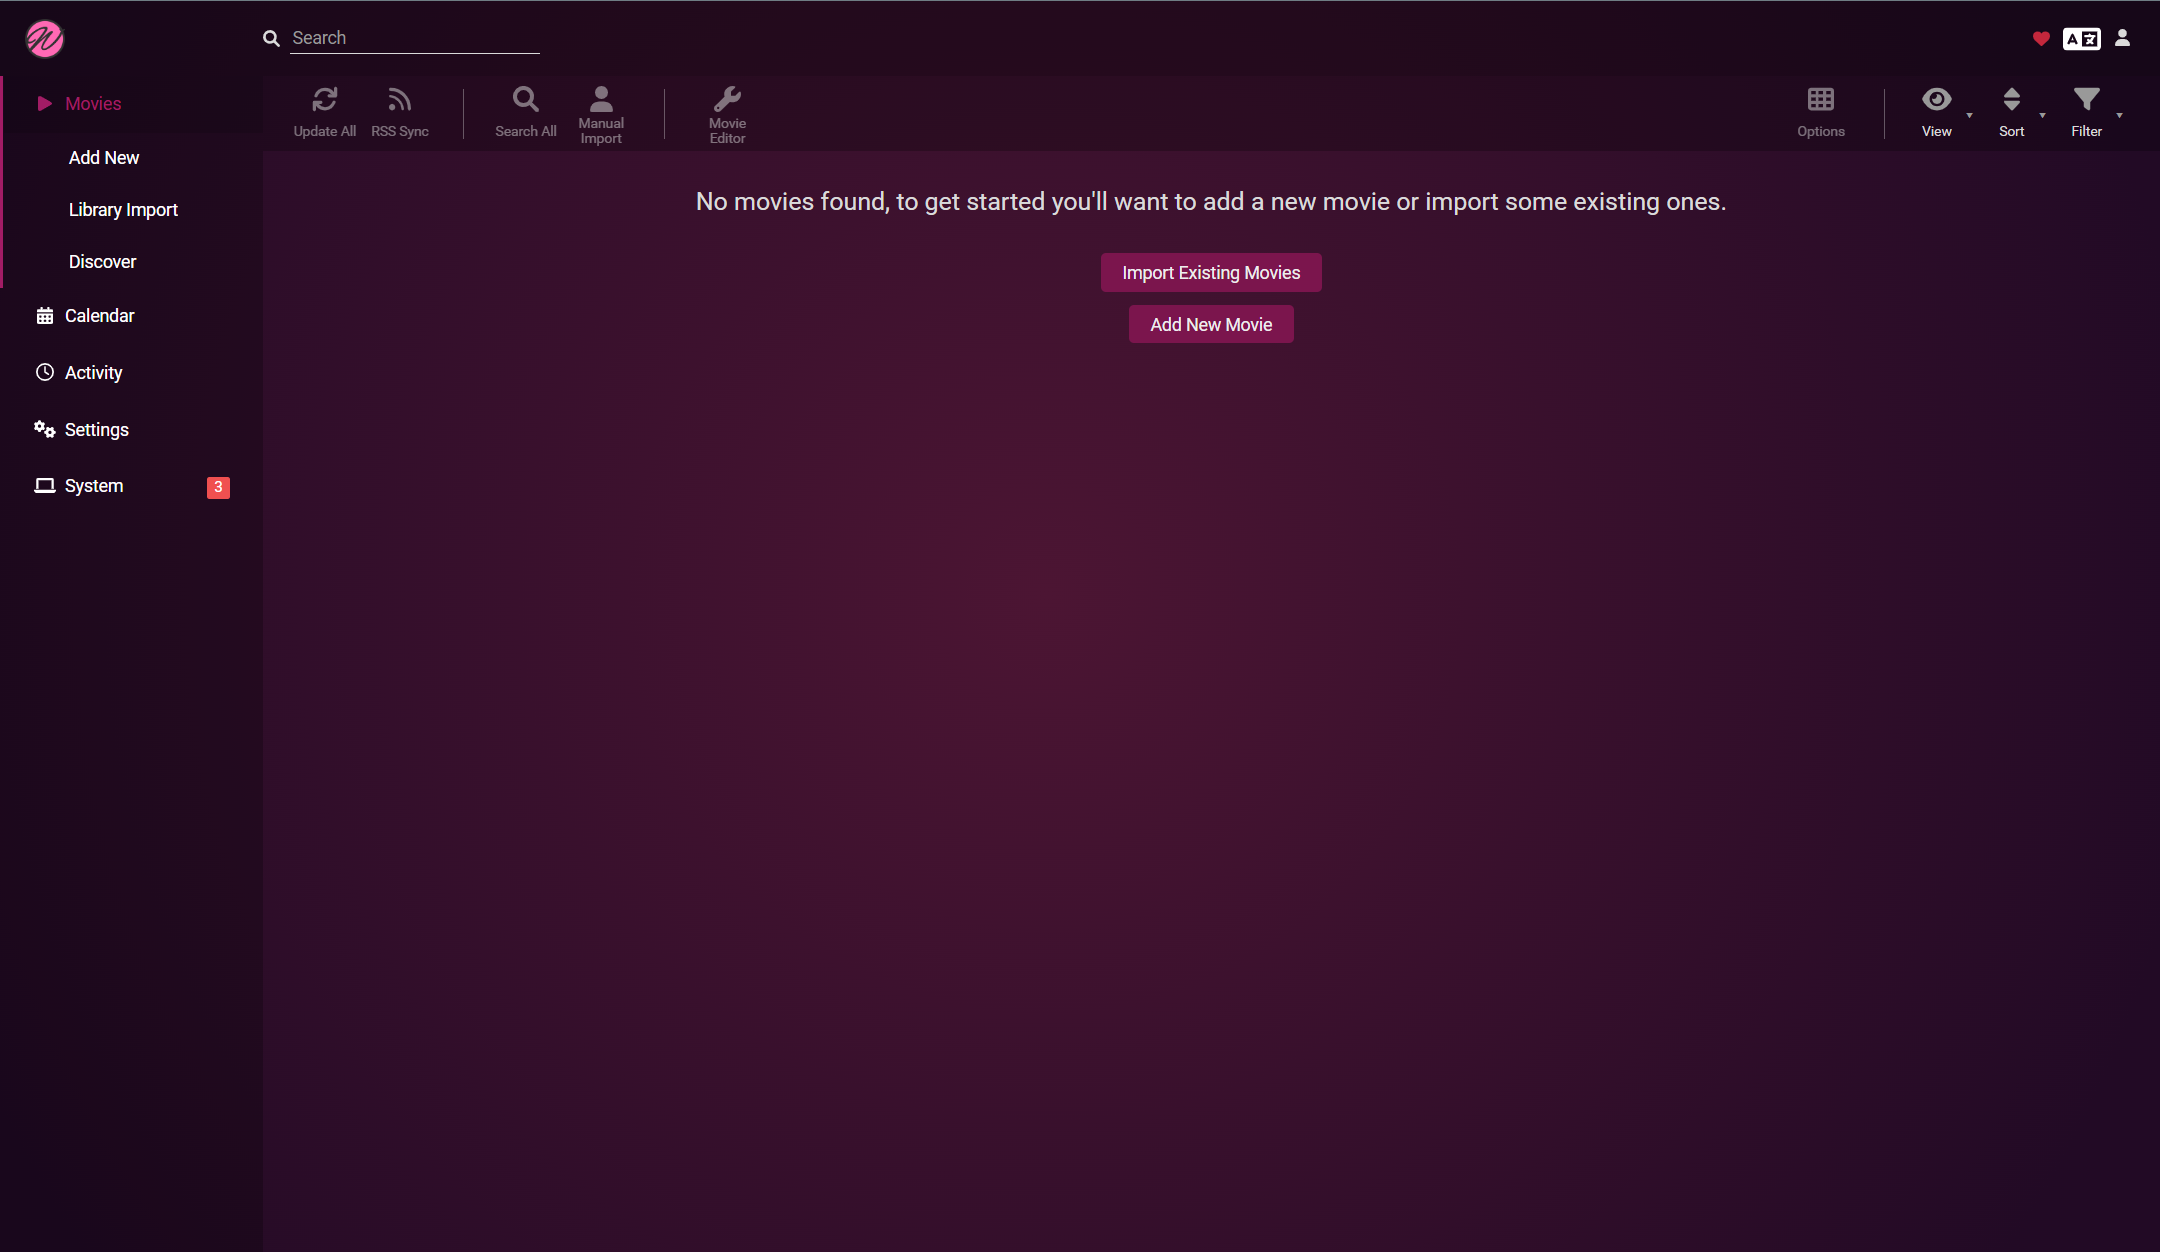 Search
Movies
Add New
Library Import
Discover
Calendar
Activity
Settings
System 3
Update All
RSS Sync
Search All
Manual
Import
Movie
Editor
Options
View
Sort
Filter
No movies found, to get started you'll want to add a new movie or import some existing ones.
Import Existing Movies
Add New Movie